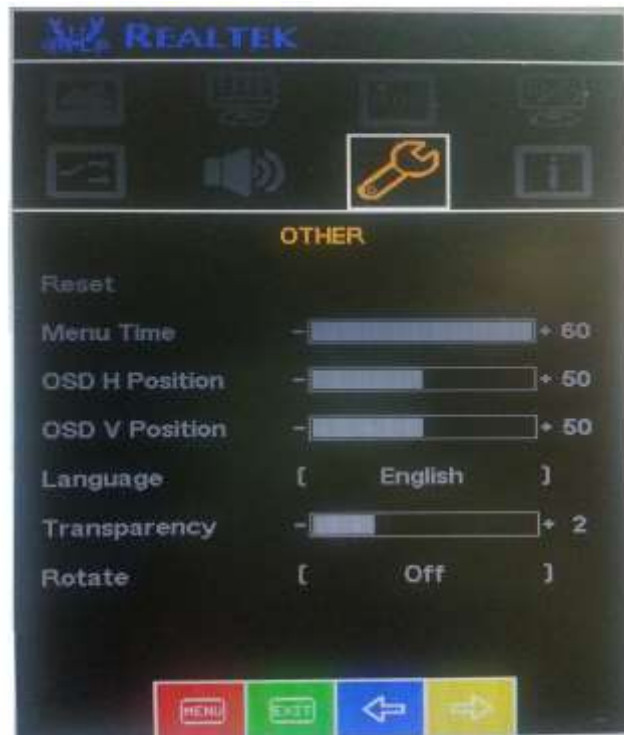 REALTEK
OTHER
Reset
Menu Time - + 60
OSD H Position - + 50
OSD V Position - + 50
Language [ English ]
Transparency - + 2
Rotate [ Off ]
MENU EXIT